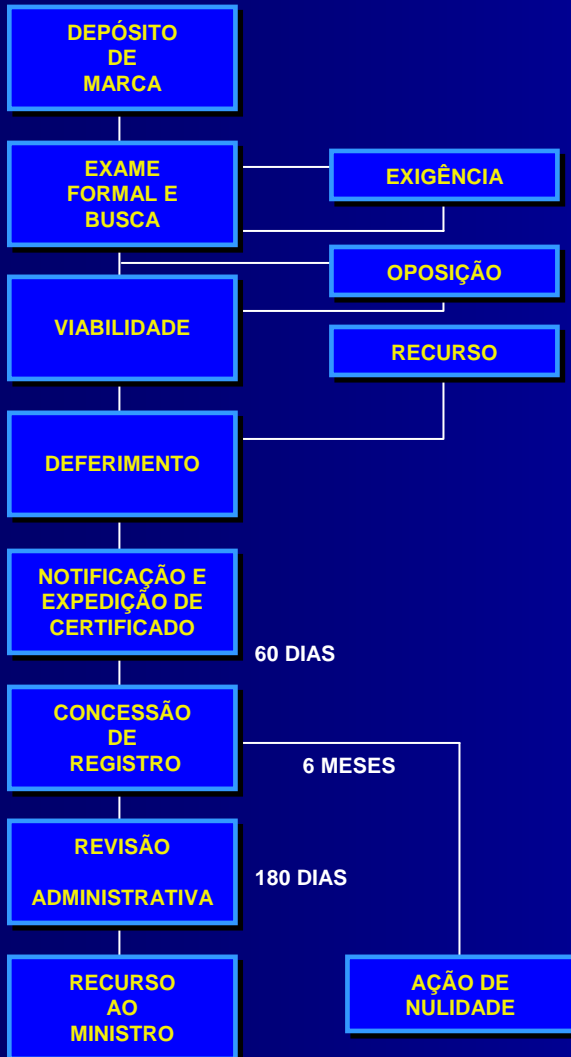 DEPÓSITO
DE
MARCA
EXAME
FORMAL E
BUSCA
EXIGÊNCIA
OPOSIÇÃO
VIABILIDADE
RECURSO
DEFERIMENTO
NOTIFICAÇÃO E
EXPEDIÇÃO DE
CERTIFICADO
60 DIAS
CONCESSÃO
DE
REGISTRO
6 MESES
REVISÃO
ADMINISTRATIVA
180 DIAS
RECURSO
AO
MINISTRO
AÇÃO DE
NULIDADE